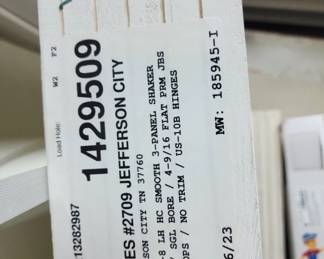 Load Hole: W2 F2
13282987 1429509
ES #2709 JEFFERSON CITY
SON CITY TN 37760
-8 LH HC SMOOTH 3-PANEL SHAKER
SGL BORE / 4-9/16 FLAT PRM JBS
OPS / NO TRIM / US-10B HINGES
6/23 MW: 185945-I